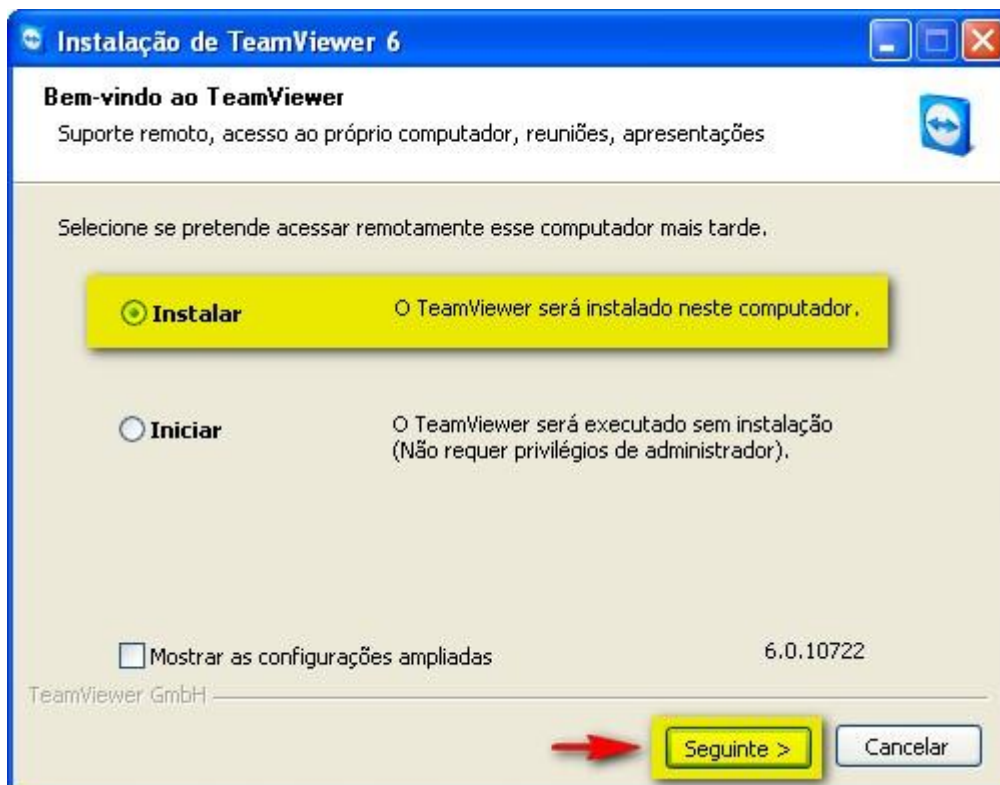 Instalação de TeamViewer 6
Bem-vindo ao TeamViewer
Suporte remoto, acesso ao próprio computador, reuniões, apresentações
Selecione se pretende acessar remotamente esse computador mais tarde.
Instalar O TeamViewer será instalado neste computador.
Iniciar O TeamViewer será executado sem instalação
(Não requer privilégios de administrador).
Mostrar as configurações ampliadas 6.0.10722
TeamViewer GmbH
Seguinte > Cancelar